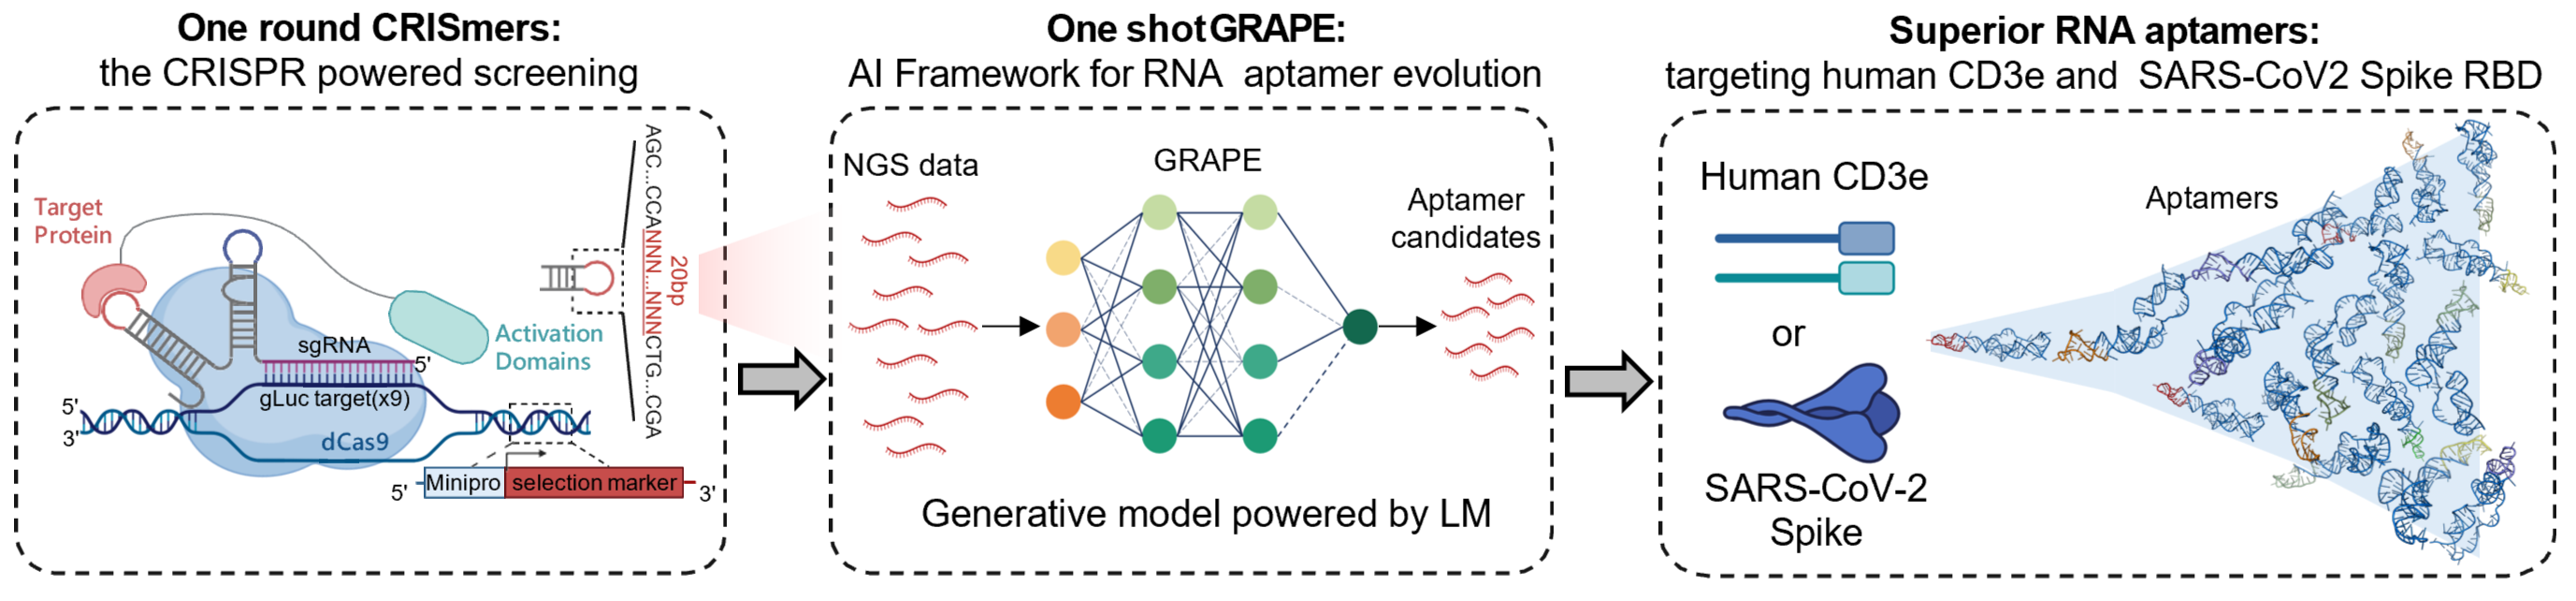 One round CRISmers:
the CRISPR powered screening
Target
Protein
AGC...CCANNN...NNNCTG...CGA
20bp
Activation
Domains
sgRNA
5'
gLuc target(x9)
5'
3'
dCas9
5'
Minipro
selection marker
3'
One shotGRAPE:
AI Framework for RNA aptamer evolution
NGS data
GRAPE
Aptamer
candidates
Generative model powered by LM
Superior RNA aptamers:
targeting human CD3e and SARS-CoV2 Spike RBD
Human CD3e
or
SARS-CoV-2
Spike
Aptamers